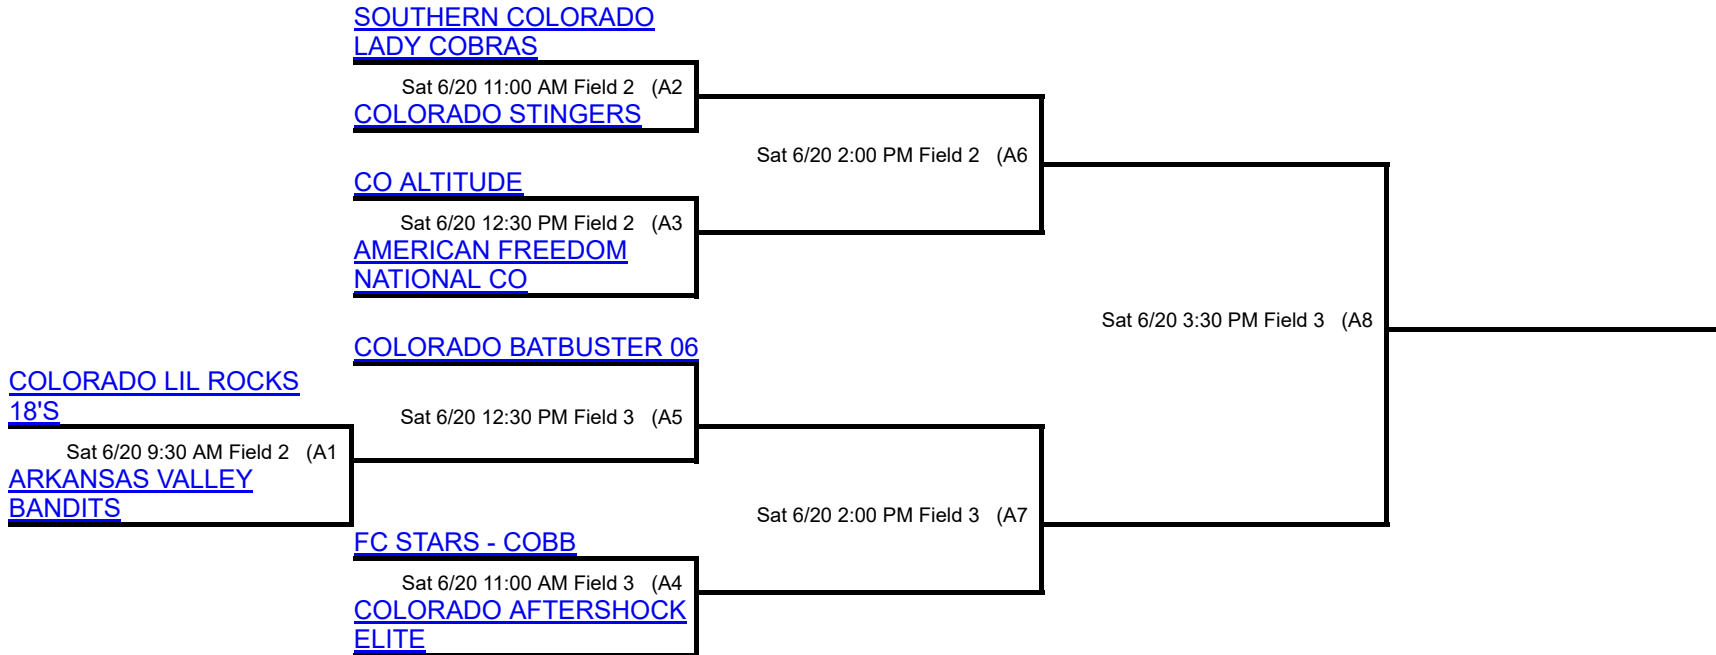 SOUTHERN COLORADO
LADY COBRAS
Sat 6/20 11:00 AM Field 2 (A2
COLORADO STINGERS
Sat 6/20 2:00 PM Field 2 (A6
CO ALTITUDE
Sat 6/20 12:30 PM Field 2 (A3
AMERICAN FREEDOM
NATIONAL CO
Sat 6/20 3:30 PM Field 3 (A8
COLORADO BATBUSTER 06
COLORADO LIL ROCKS
18'S
Sat 6/20 12:30 PM Field 3 (A5
Sat 6/20 9:30 AM Field 2 (A1
ARKANSAS VALLEY
BANDITS
Sat 6/20 2:00 PM Field 3 (A7
FC STARS - COBB
Sat 6/20 11:00 AM Field 3 (A4
COLORADO AFTERSHOCK
ELITE